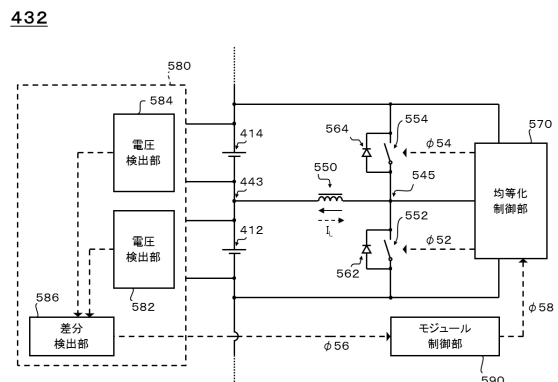 432
580
584
電圧
検出部
414
443
電圧
検出部
412
582
586
差分
検出部
550
I_L
564
554
φ54
545
552
φ52
562
570
均等化
制御部
φ58
φ56
モジュール
制御部
590